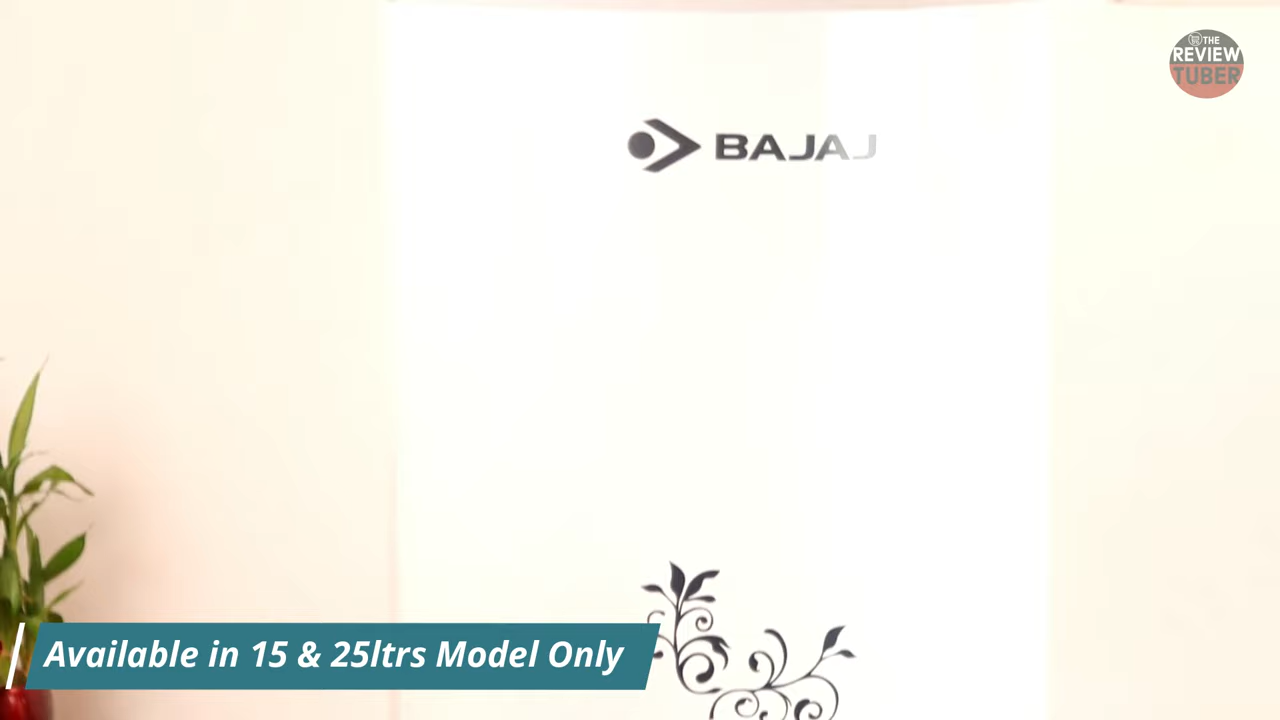 THE
REVIEW
TUBER
BAJAJ
Available in 15 & 25ltrs Model Only